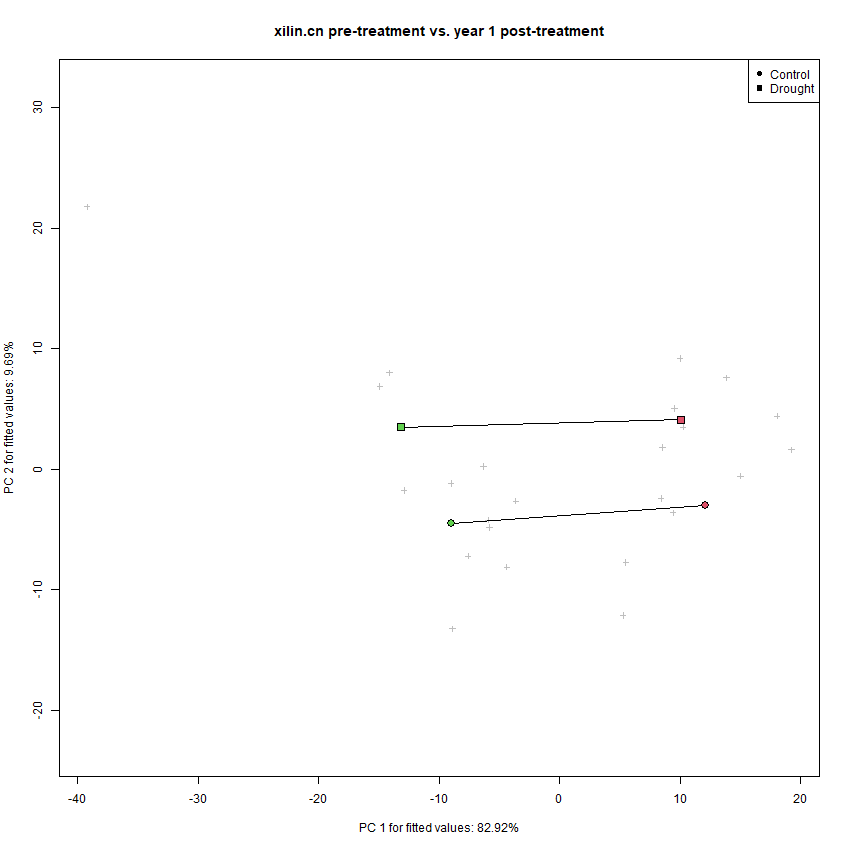 xilin.cn pre-treatment vs. year 1 post-treatment
Control
Drought
30
20
10
0
-10
-20
PC 2 for fitted values: 9.69%
-40
-30
-20
-10
0
10
20
PC 1 for fitted values: 82.92%